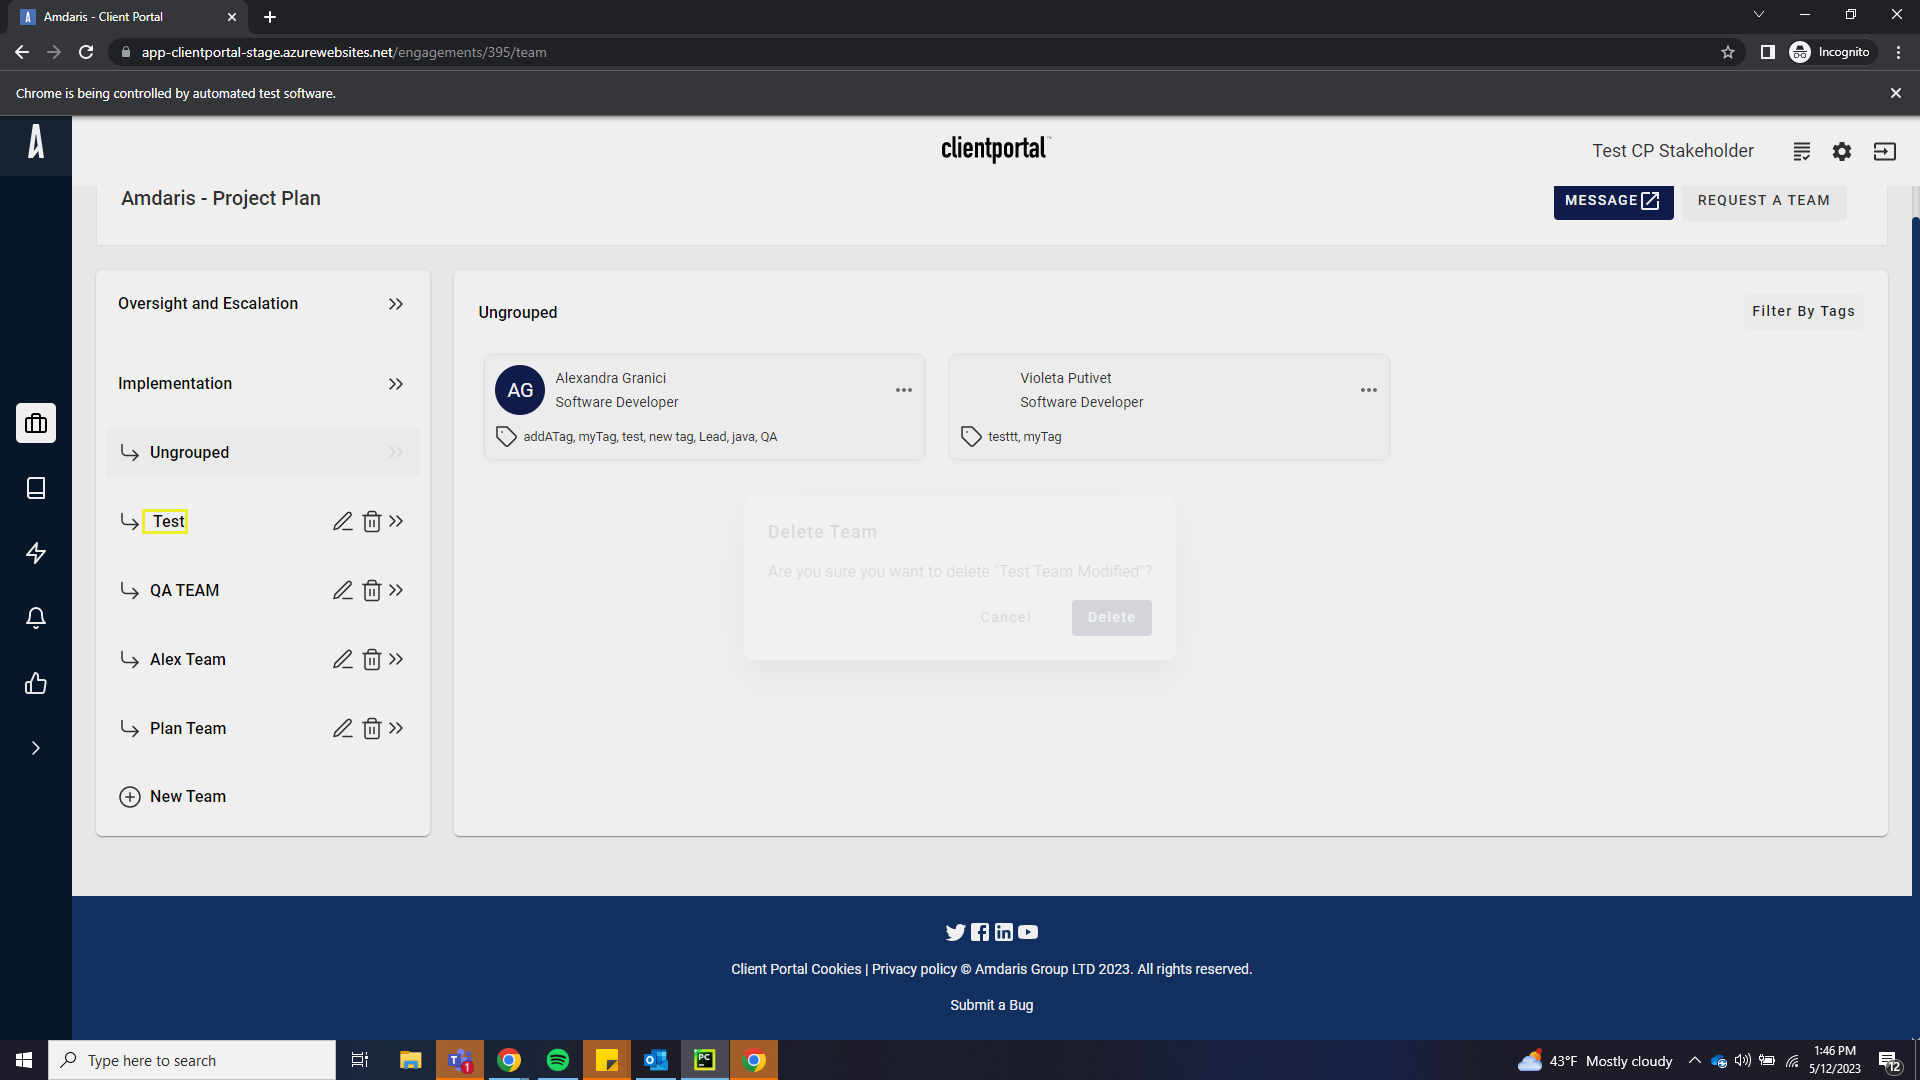 Amdaris - Client Portal
app-clientportal-stage.azurewebsites.net/engagements/395/team
Incognito
Chrome is being controlled by automated test software.
clientportal™
Test CP Stakeholder
Amdaris - Project Plan
MESSAGE
REQUEST A TEAM
Oversight and Escalation
Implementation
Ungrouped
Test
QA TEAM
Alex Team
Plan Team
New Team
Ungrouped
Filter By Tags
AG
Alexandra Granici
Software Developer
addATag, myTag, test, new tag, Lead, java, QA
Violeta Putivet
Software Developer
testtt, myTag
Delete Team
Are you sure you want to delete "Test Team Modified"?
Cancel
Delete
Client Portal Cookies | Privacy policy © Amdaris Group LTD 2023. All rights reserved.
Submit a Bug
Type here to search
1
PC
43°F Mostly cloudy
1:46 PM
5/12/2023
12